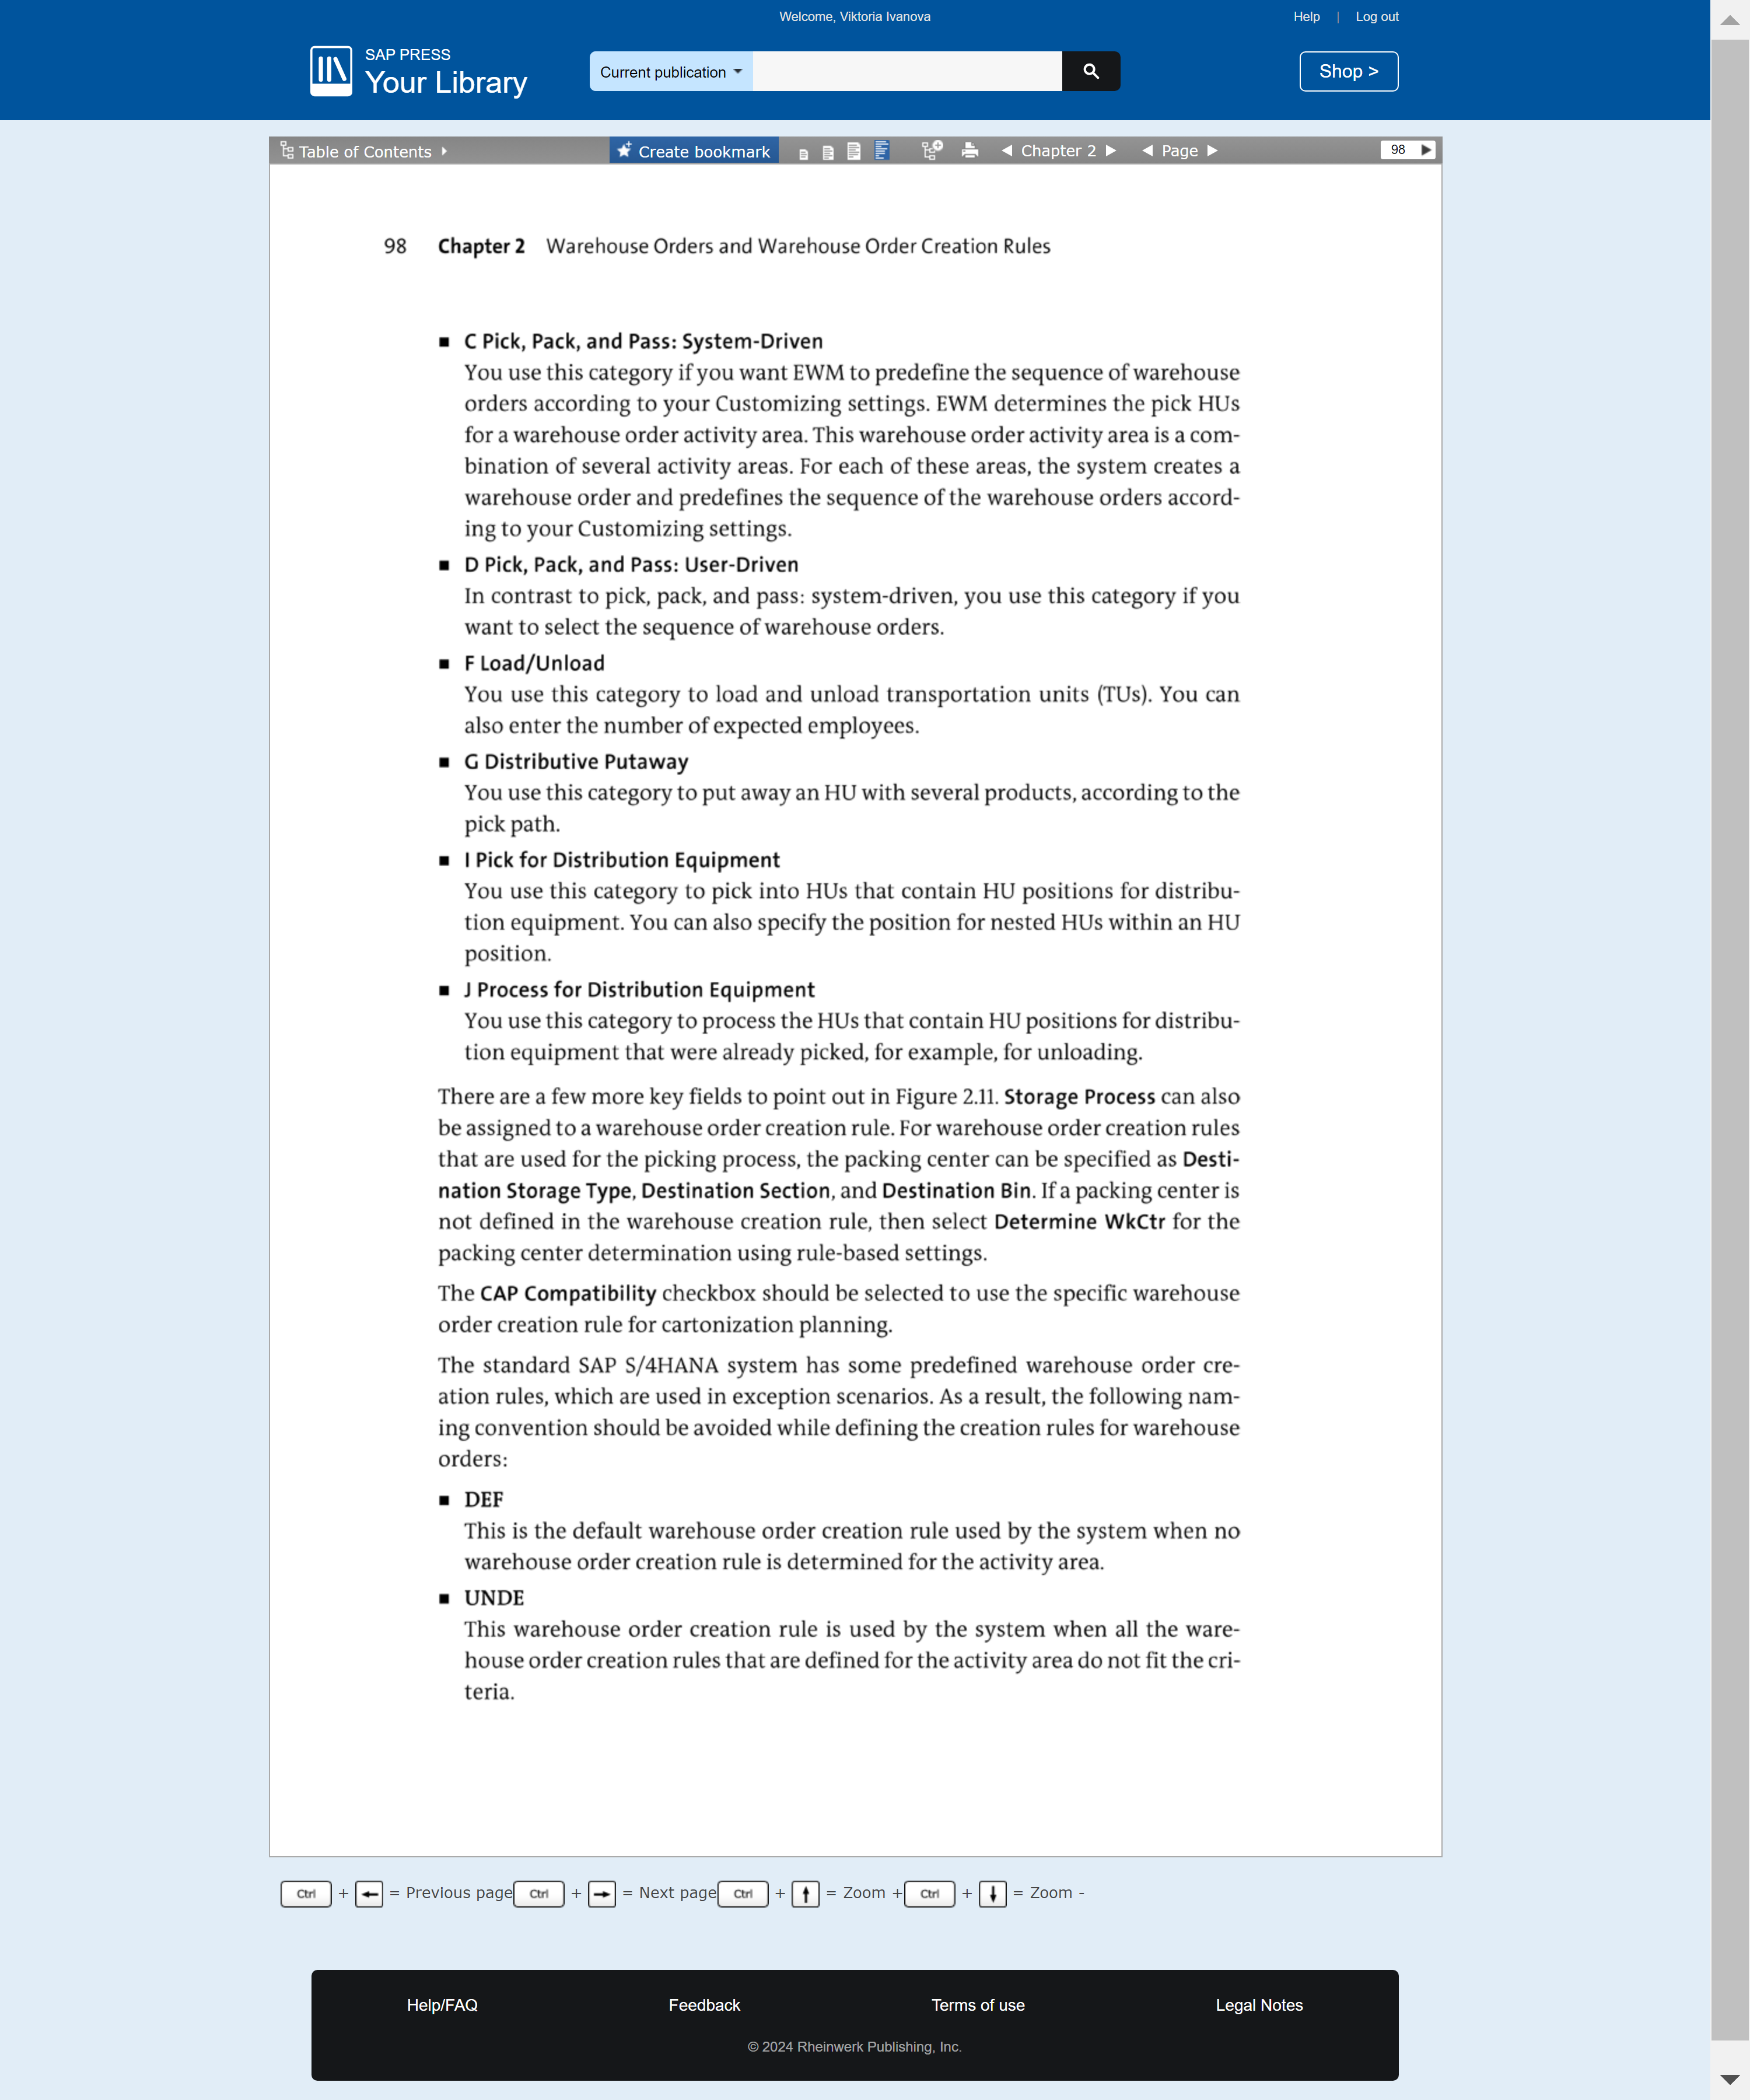 Welcome, Viktoria Ivanova
Help | Log out
SAP PRESS
Your Library
Current publication
Shop >
Table of Contents
Create bookmark
Chapter 2
Page
98
98 Chapter 2 Warehouse Orders and Warehouse Order Creation Rules
■ C Pick, Pack, and Pass: System-Driven
You use this category if you want EWM to predefine the sequence of warehouse
orders according to your Customizing settings. EWM determines the pick HUs
for a warehouse order activity area. This warehouse order activity area is a com-
bination of several activity areas. For each of these areas, the system creates a
warehouse order and predefines the sequence of the warehouse orders accord-
ing to your Customizing settings.
■ D Pick, Pack, and Pass: User-Driven
In contrast to pick, pack, and pass: system-driven, you use this category if you
want to select the sequence of warehouse orders.
■ F Load/Unload
You use this category to load and unload transportation units (TUs). You can
also enter the number of expected employees.
■ G Distributive Putaway
You use this category to put away an HU with several products, according to the
pick path.
■ I Pick for Distribution Equipment
You use this category to pick into HUs that contain HU positions for distribu-
tion equipment. You can also specify the position for nested HUs within an HU
position.
■ J Process for Distribution Equipment
You use this category to process the HUs that contain HU positions for distribu-
tion equipment that were already picked, for example, for unloading.
There are a few more key fields to point out in Figure 2.11. Storage Process can also
be assigned to a warehouse order creation rule. For warehouse order creation rules
that are used for the picking process, the packing center can be specified as Desti-
nation Storage Type, Destination Section, and Destination Bin. If a packing center is
not defined in the warehouse creation rule, then select Determine WkCtr for the
packing center determination using rule-based settings.
The CAP Compatibility checkbox should be selected to use the specific warehouse
order creation rule for cartonization planning.
The standard SAP S/4HANA system has some predefined warehouse order cre-
ation rules, which are used in exception scenarios. As a result, the following nam-
ing convention should be avoided while defining the creation rules for warehouse
orders:
■ DEF
This is the default warehouse order creation rule used by the system when no
warehouse order creation rule is determined for the activity area.
■ UNDE
This warehouse order creation rule is used by the system when all the ware-
house order creation rules that are defined for the activity area do not fit the cri-
teria.
Ctrl + ← = Previous page Ctrl + → = Next page Ctrl + ↑ = Zoom + Ctrl + ↓ = Zoom -
Help/FAQ
Feedback
Terms of use
Legal Notes
© 2024 Rheinwerk Publishing, Inc.